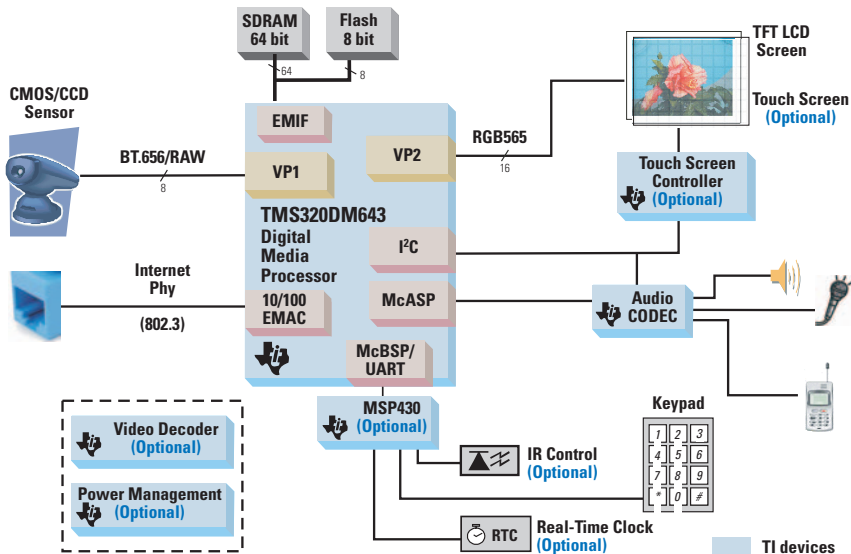 SDRAM
64 bit
Flash
8 bit
64
8
TFT LCD
Screen
CMOS/CCD
Sensor
EMIF
Touch Screen
(Optional)
BT.656/RAW
8
VP1
VP2
RGB565
16
Touch Screen
Controller
(Optional)
TMS320DM643
Digital
Media
Processor
I²C
Internet
Phy
(802.3)
10/100
EMAC
McASP
Audio
CODEC
McBSP/
UART
MSP430
(Optional)
Keypad
1 2 3
4 5 6
7 8 9
* 0 #
Video Decoder
(Optional)
IR Control
(Optional)
Power Management
(Optional)
RTC
Real-Time Clock
(Optional)
TI devices